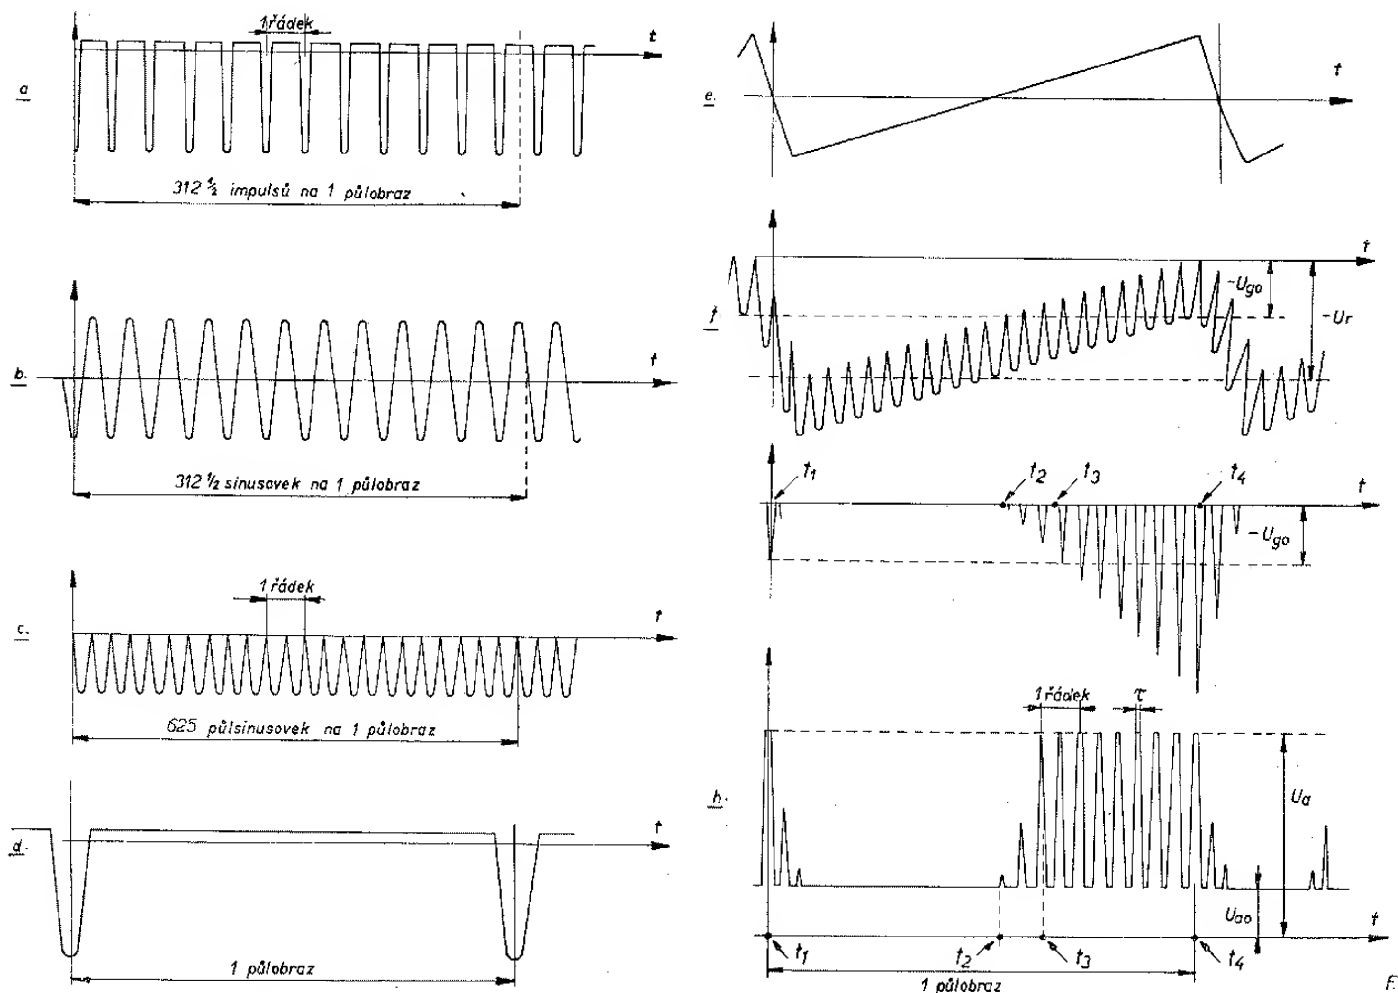 1 řádek
t
a
312 ½ impulsů na 1 půlobraz
t
b.
312 ½ sinusovek na 1 půlobraz
1 řádek
t
c.
625 půlsinusovek na 1 půlobraz
t
d.
1 půlobraz
t
e.
t
-Ugo
-Ur
f
t1
t2
t3
t4
t
-Ugo
1 řádek
τ
h.
Ua
Uao
t
t1
t2
t3
t4
1 půlobraz